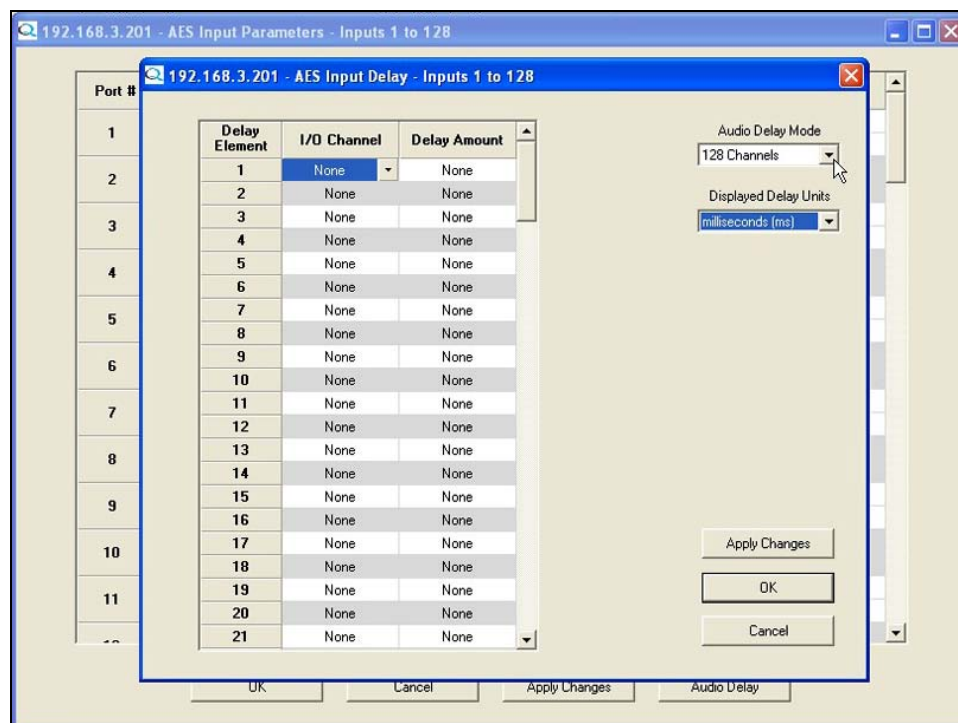 192.168.3.201 - AES Input Parameters - Inputs 1 to 128
Port #
1
2
3
4
5
6
7
8
9
10
11
192.168.3.201 - AES Input Delay - Inputs 1 to 128
Delay Element I/O Channel Delay Amount
1 None None
2 None None
3 None None
4 None None
5 None None
6 None None
7 None None
8 None None
9 None None
10 None None
11 None None
12 None None
13 None None
14 None None
15 None None
16 None None
17 None None
18 None None
19 None None
20 None None
21 None None
Audio Delay Mode
128 Channels
Displayed Delay Units
milliseconds (ms)
Apply Changes
OK
Cancel
OK Cancel Apply Changes Audio Delay